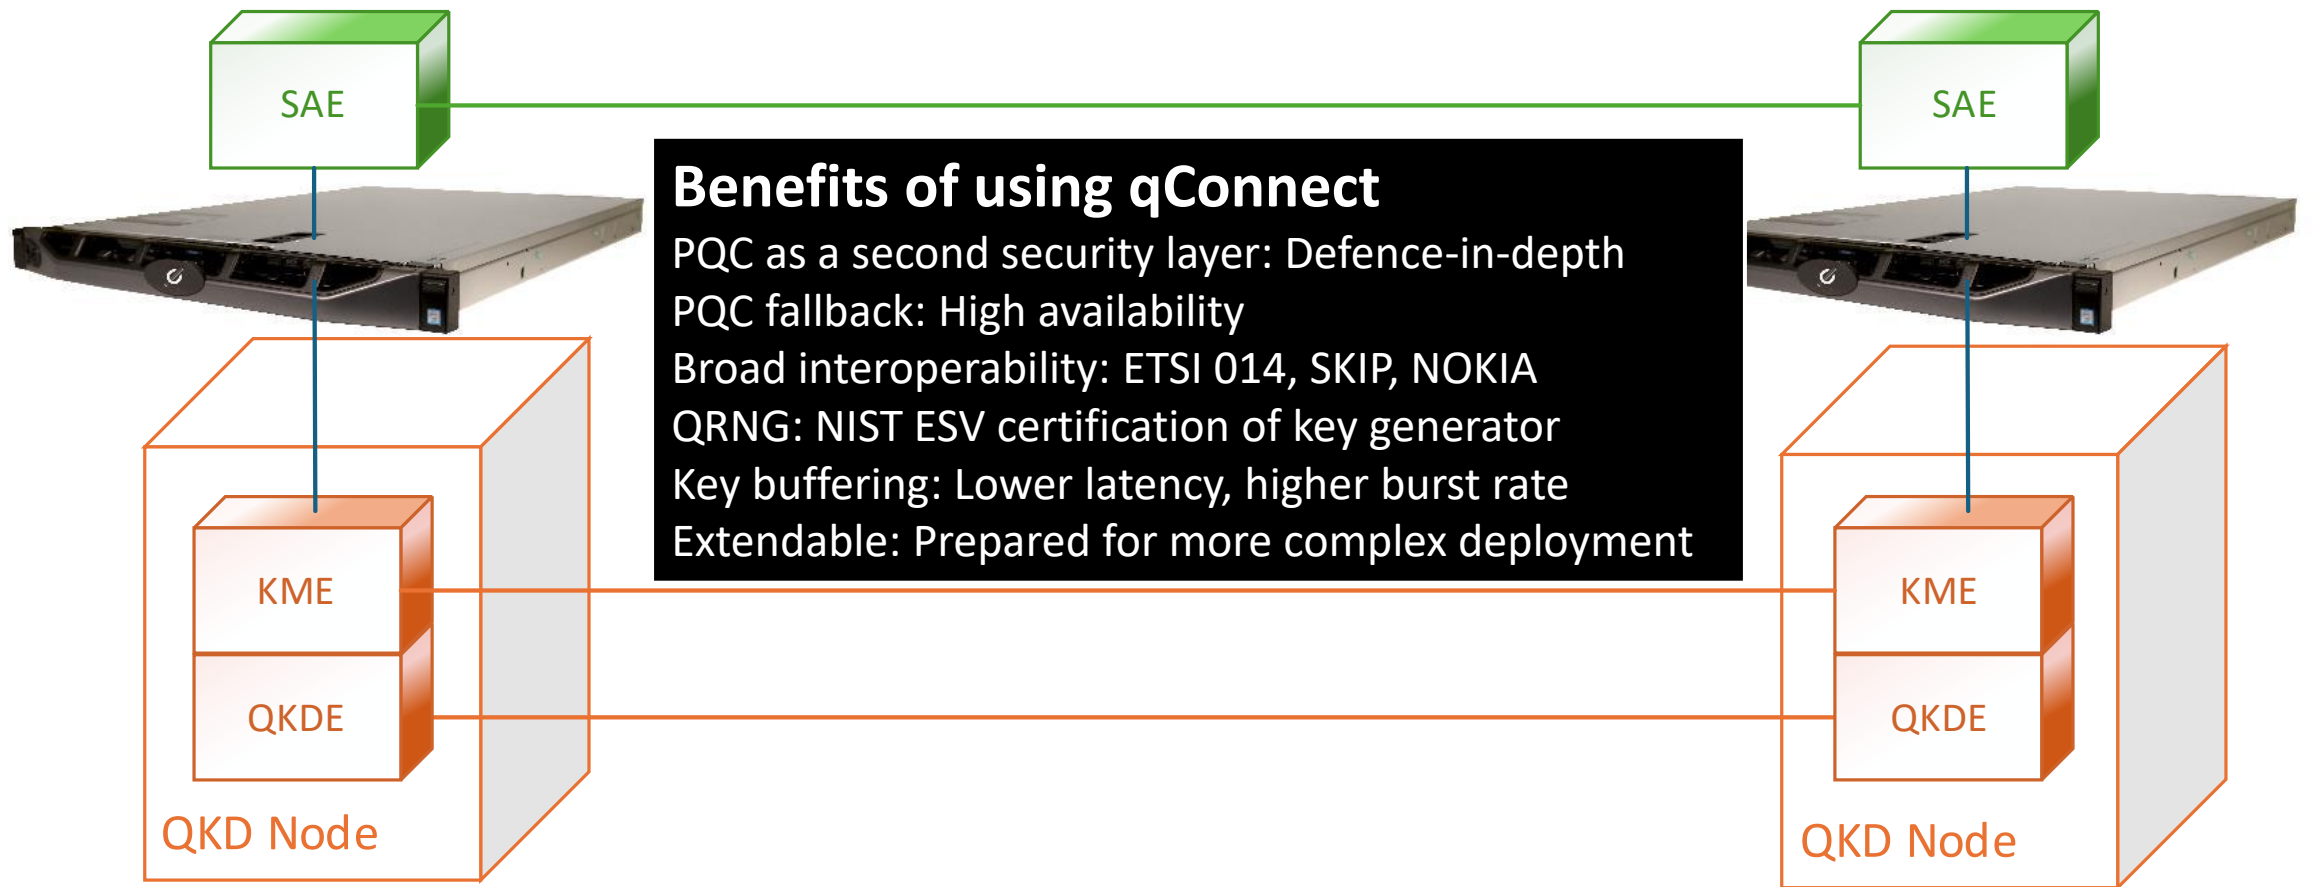 SAE
SAE
Benefits of using qConnect
PQC as a second security layer: Defence-in-depth
PQC fallback: High availability
Broad interoperability: ETSI 014, SKIP, NOKIA
QRNG: NIST ESV certification of key generator
Key buffering: Lower latency, higher burst rate
Extendable: Prepared for more complex deployment
KME
KME
QKDE
QKDE
QKD Node
QKD Node